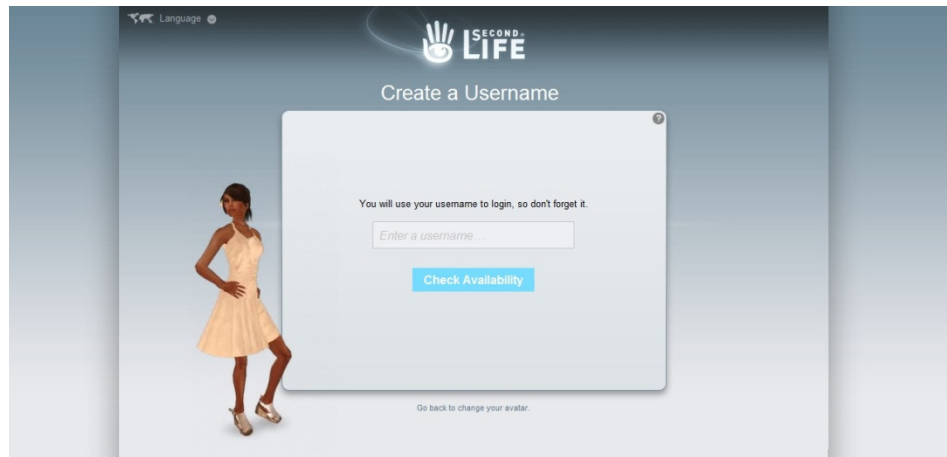 Language
SECOND
LIFE
Create a Username
?
You will use your username to login, so don't forget it.
Enter a username...
Check Availability
Go back to change your avatar.